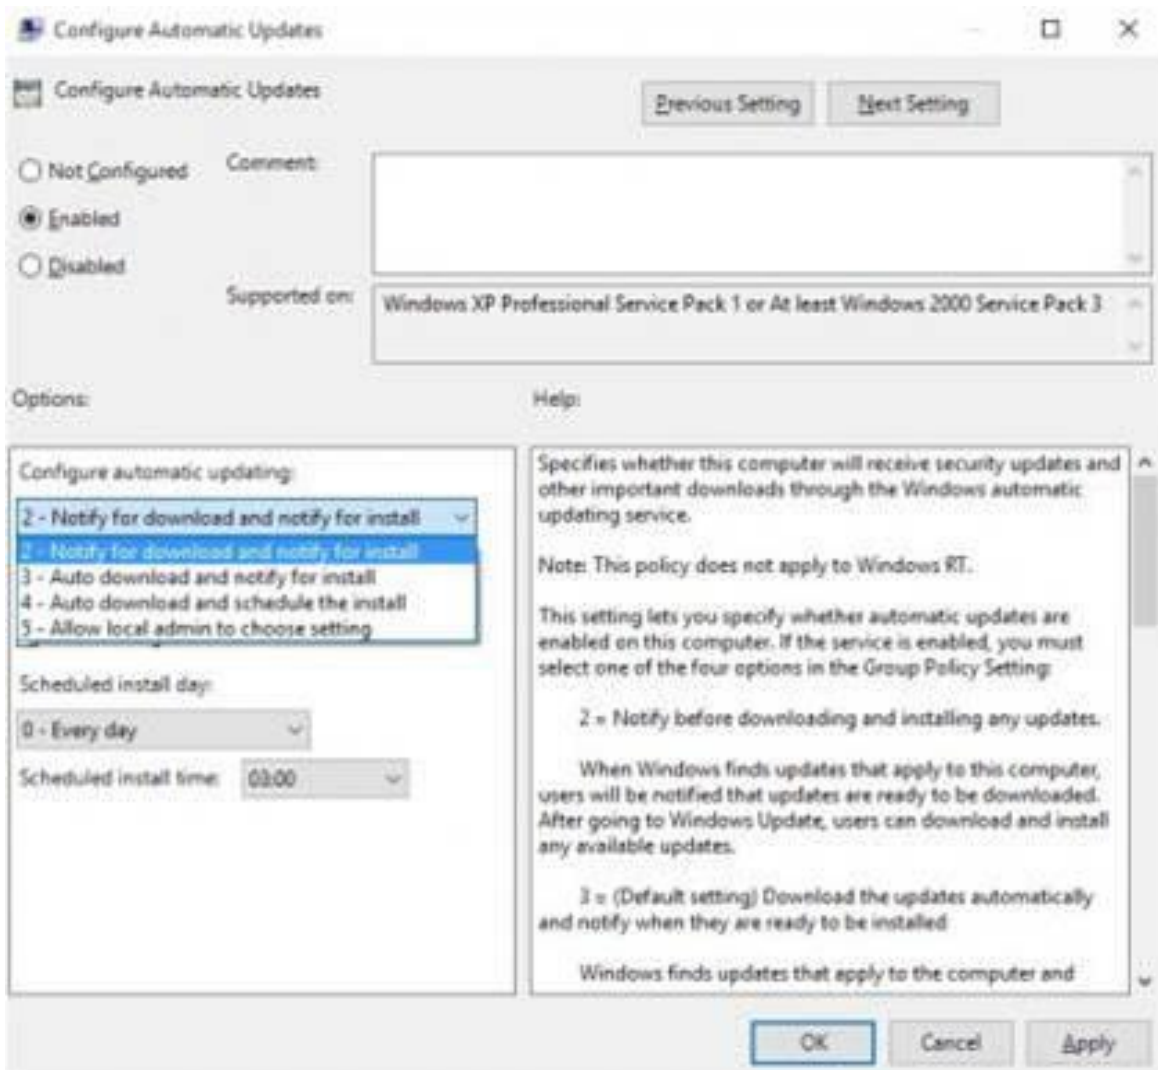 Configure Automatic Updates
Configure Automatic Updates
Previous Setting
Next Setting
Not Configured
Comment:
Enabled
Disabled
Supported on:
Windows XP Professional Service Pack 1 or At least Windows 2000 Service Pack 3
Options:
Help:
Configure automatic updating:
2 - Notify for download and notify for install
2 - Notify for download and notify for install
3 - Auto download and notify for install
4 - Auto download and schedule the install
5 - Allow local admin to choose setting
Scheduled install day:
0 - Every day
Scheduled install time:
03:00
Specifies whether this computer will receive security updates and
other important downloads through the Windows automatic
updating service.
Note: This policy does not apply to Windows RT.
This setting lets you specify whether automatic updates are
enabled on this computer. If the service is enabled, you must
select one of the four options in the Group Policy Setting:
2 = Notify before downloading and installing any updates.
When Windows finds updates that apply to this computer,
users will be notified that updates are ready to be downloaded.
After going to Windows Update, users can download and install
any available updates.
3 = (Default setting) Download the updates automatically
and notify when they are ready to be installed
Windows finds updates that apply to the computer and
OK
Cancel
Apply